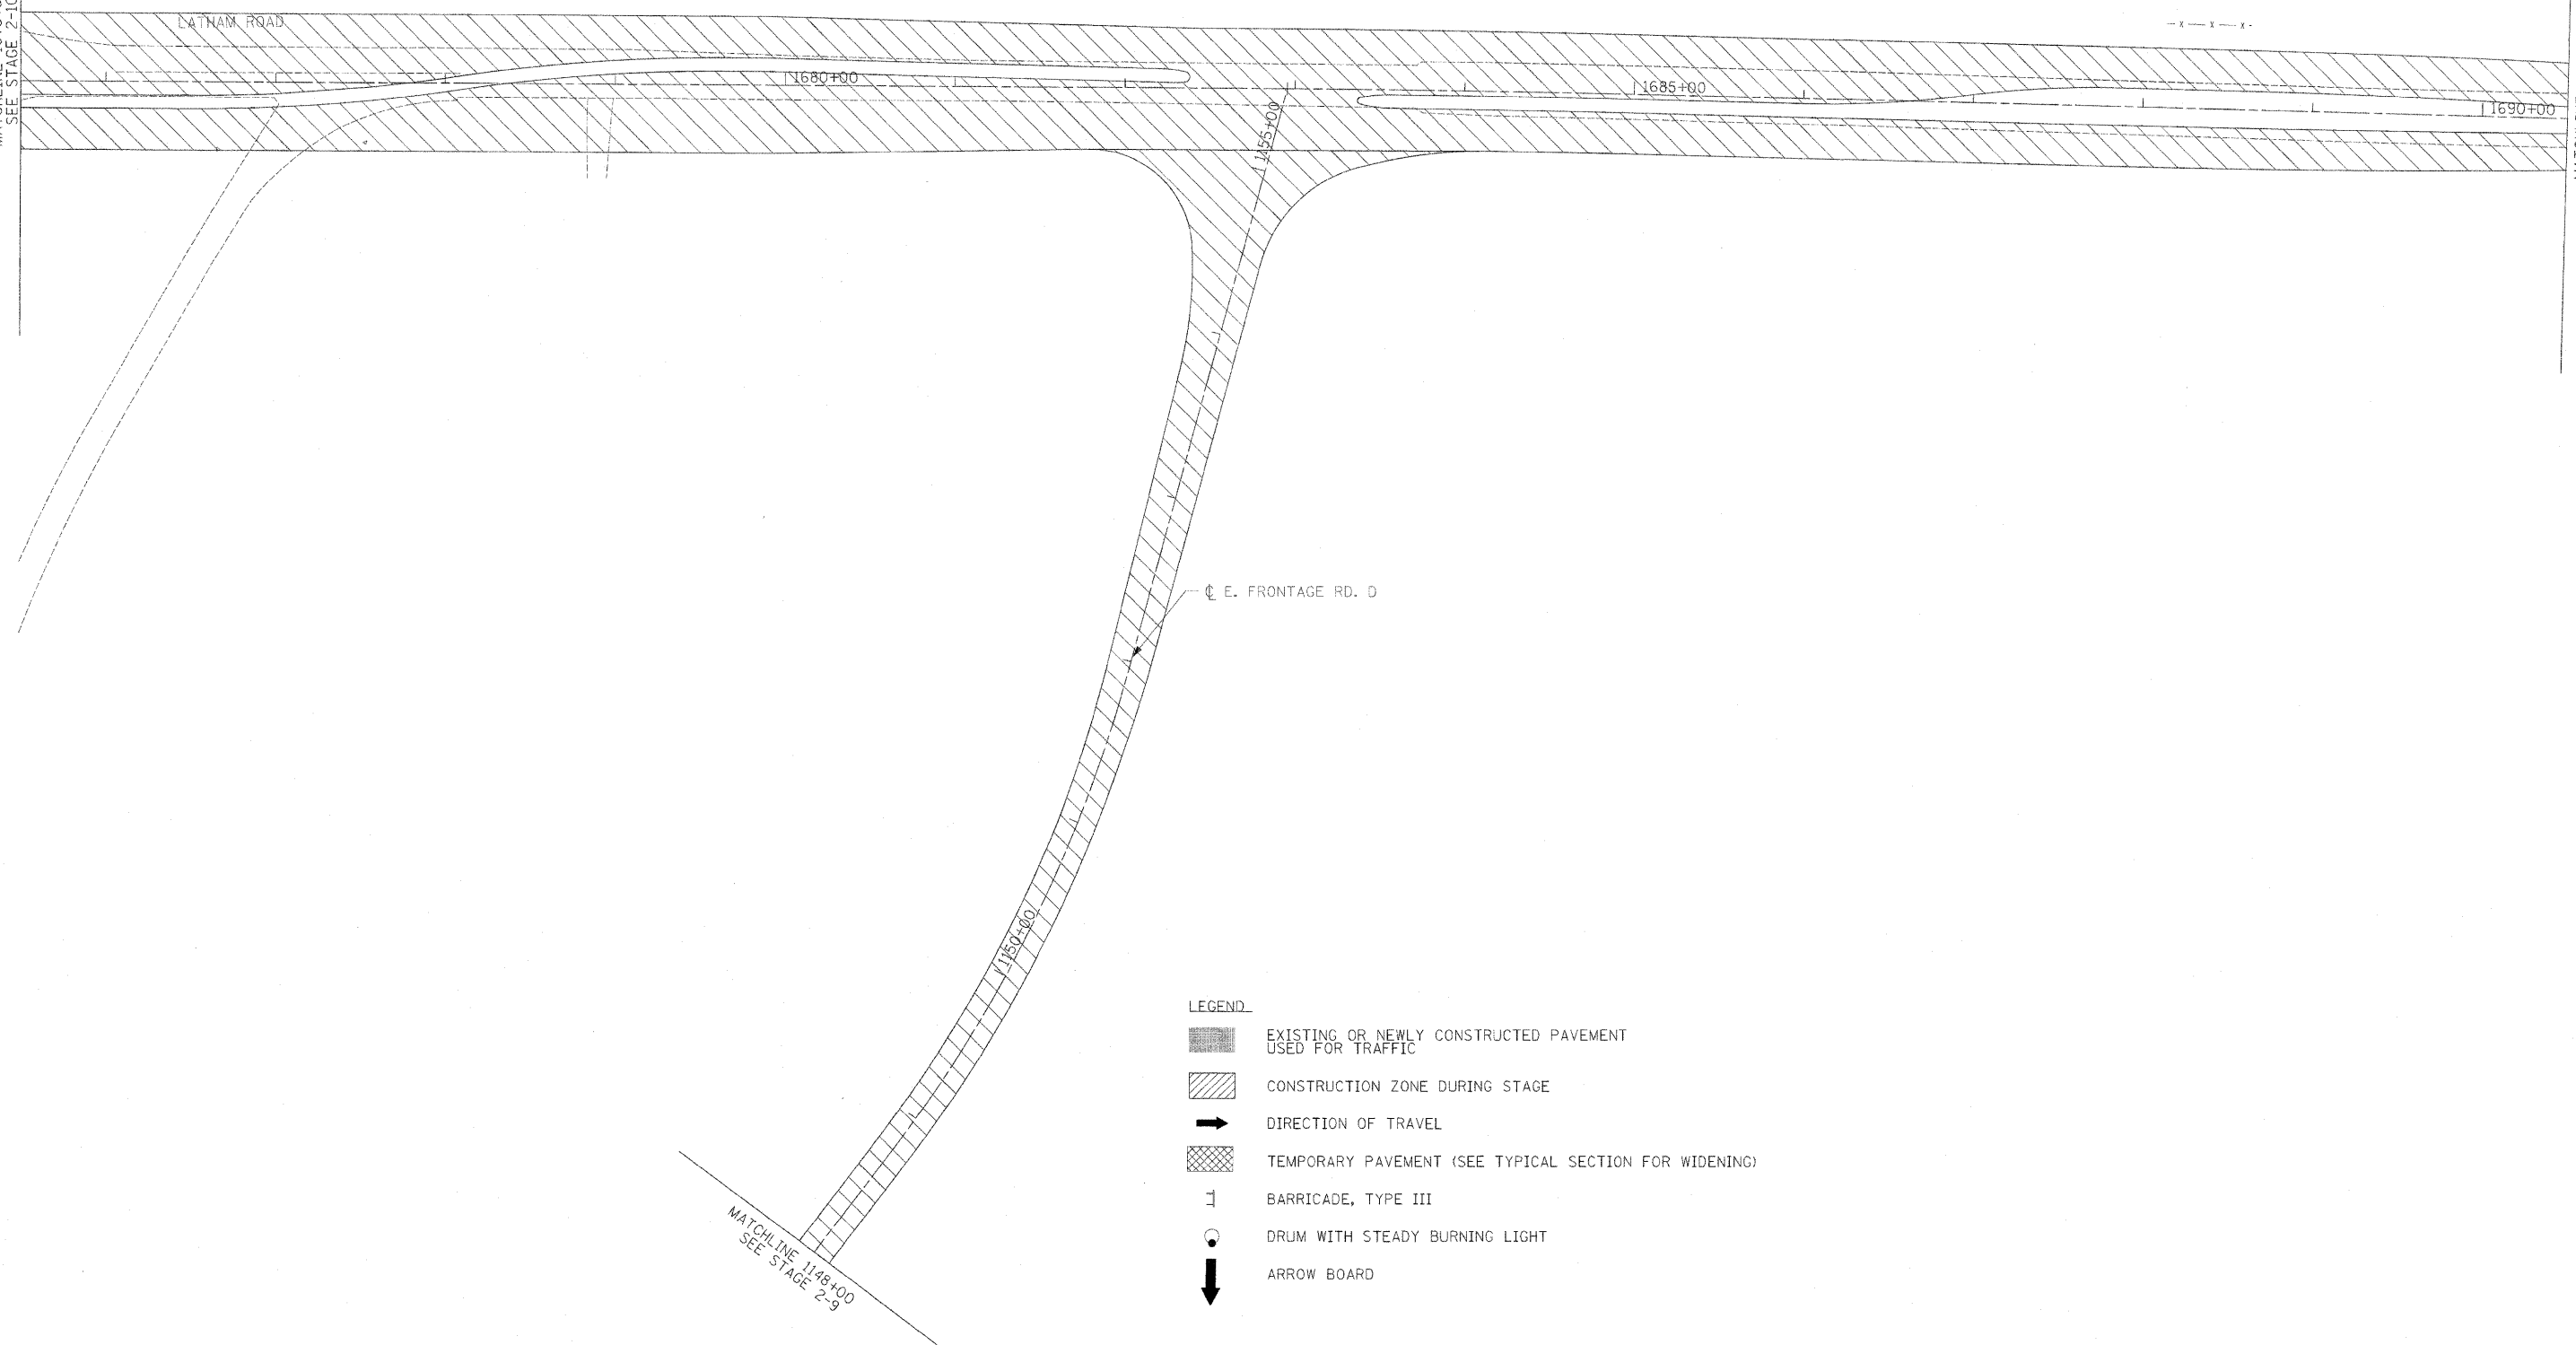 SEE STAGE 2-10
LATHAM ROAD
1680+00
1685+00
1690+00
1155+00
℄ E. FRONTAGE RD. D
1150+00
MATCHLINE 1148+00
SEE STAGE 2-9
LEGEND
EXISTING OR NEWLY CONSTRUCTED PAVEMENT
USED FOR TRAFFIC
CONSTRUCTION ZONE DURING STAGE
DIRECTION OF TRAVEL
TEMPORARY PAVEMENT (SEE TYPICAL SECTION FOR WIDENING)
BARRICADE, TYPE III
DRUM WITH STEADY BURNING LIGHT
ARROW BOARD